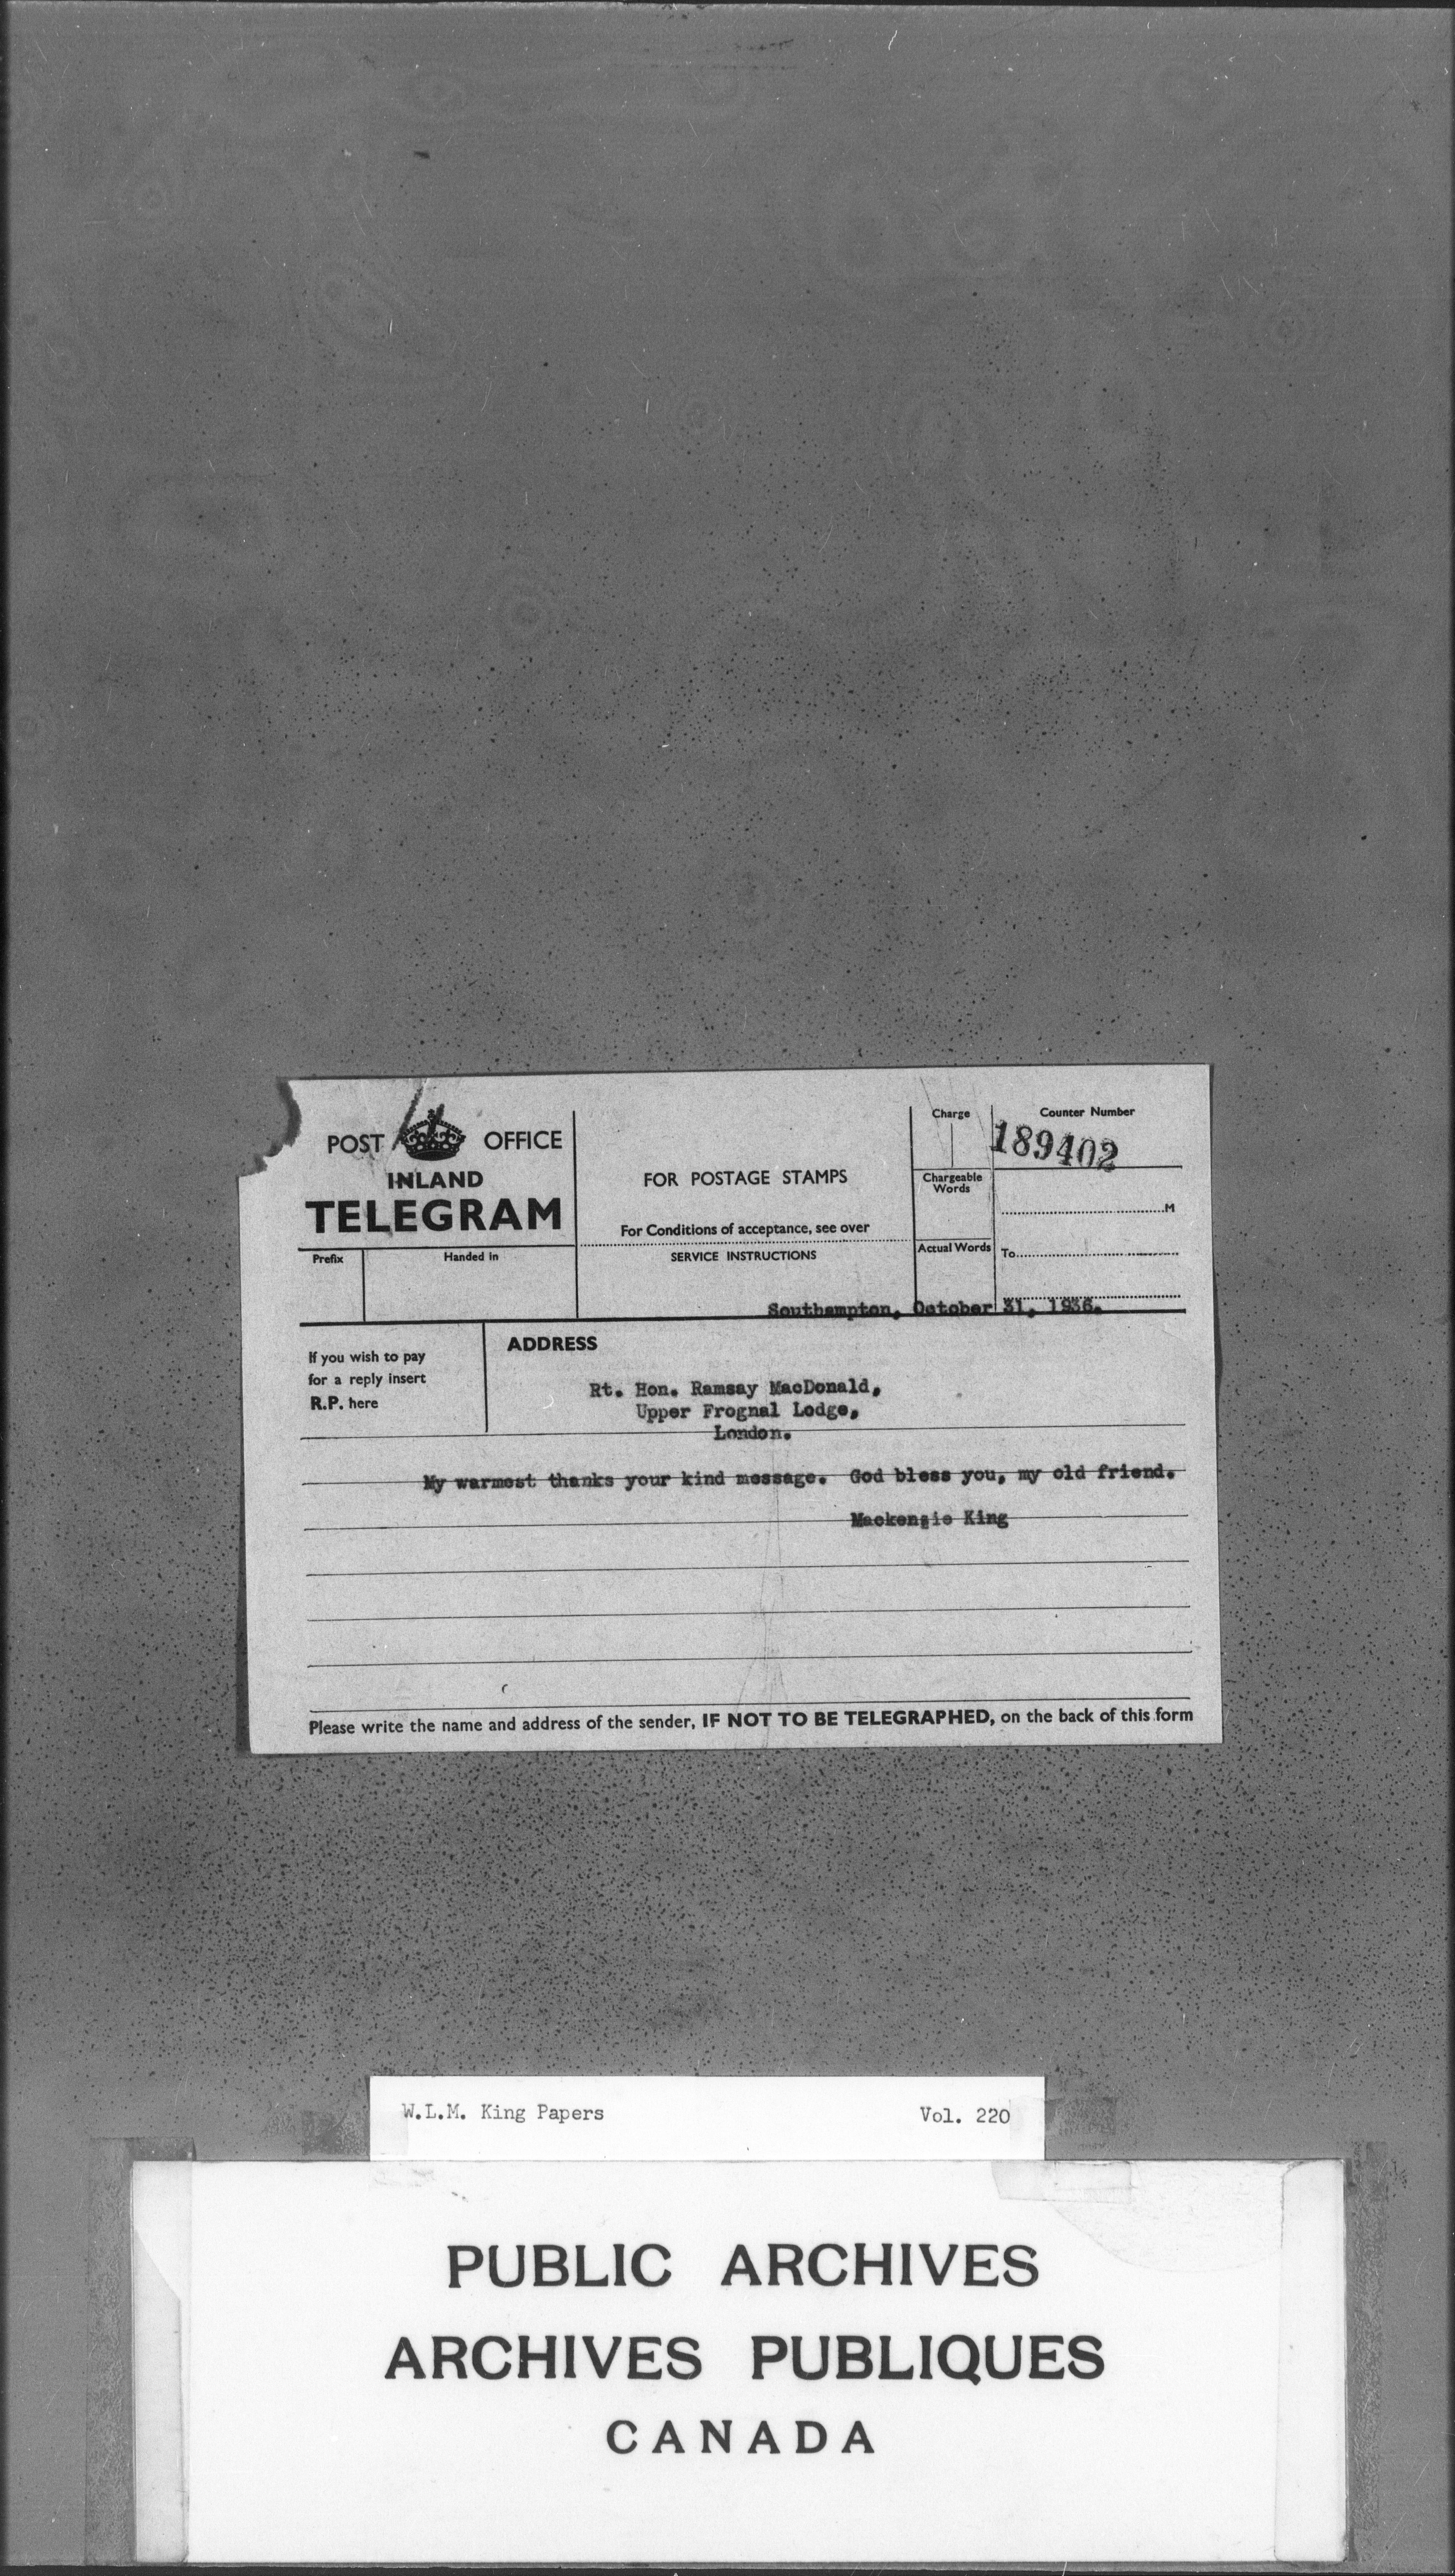 POST OFFICE
INLAND
TELEGRAM
Prefix
Handed in
FOR POSTAGE STAMPS
For Conditions of acceptance, see over
SERVICE INSTRUCTIONS
Charge
Counter Number
189402
Chargeable
Words
M
Actual Words
To
Southampton, October 31, 1936.
If you wish to pay
for a reply insert
R.P. here
ADDRESS
Rt. Hon. Ramsay MacDonald,
Upper Frognal Lodge,
London.
My warmest thanks your kind message. God bless you, my old friend.
Mackenzie King
Please write the name and address of the sender, IF NOT TO BE TELEGRAPHED, on the back of this form
W.L.M. King Papers Vol. 220
PUBLIC ARCHIVES
ARCHIVES PUBLIQUES
CANADA